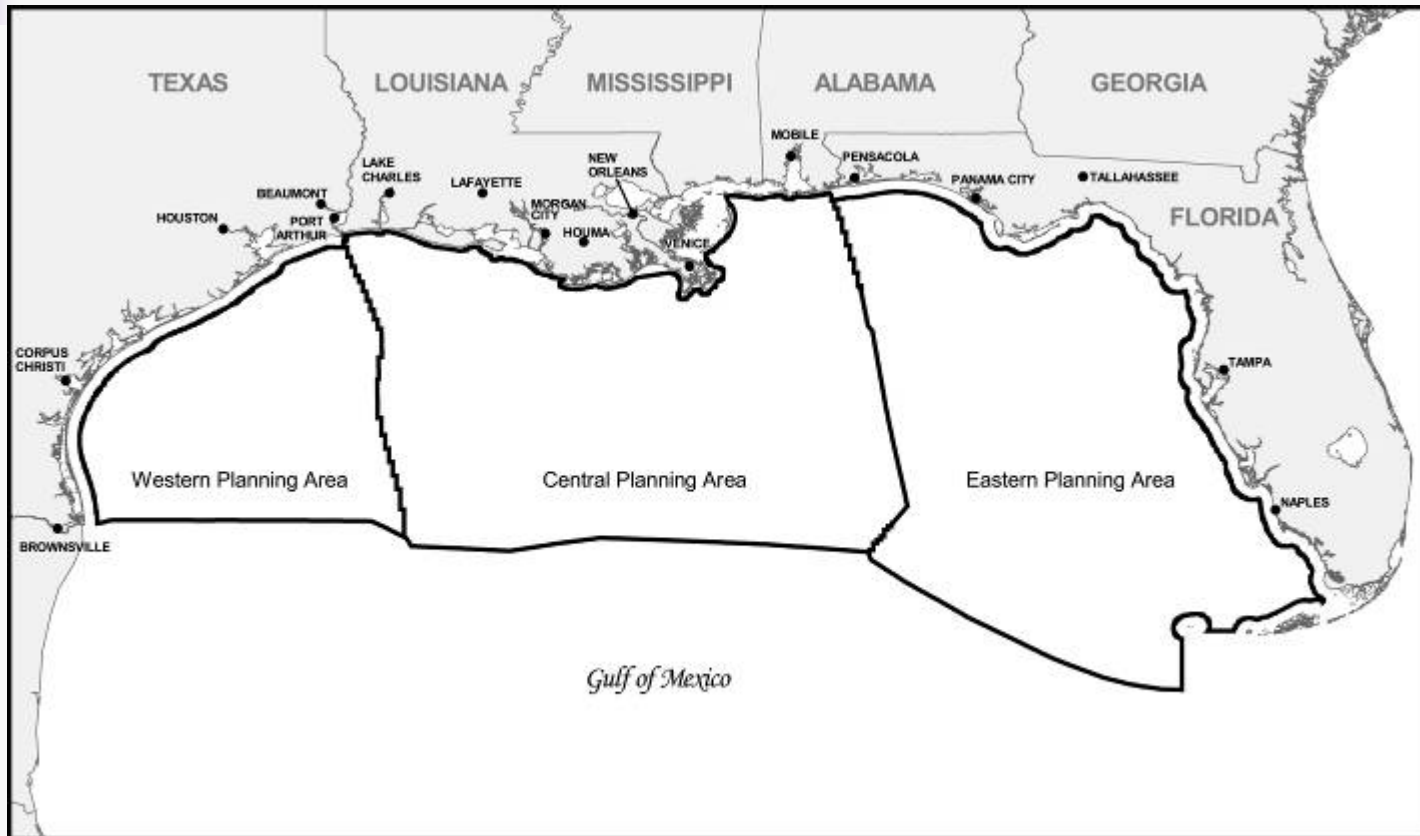 TEXAS
LOUISIANA
MISSISSIPPI
ALABAMA
GEORGIA
MOBILE
PENSACOLA
NEW
ORLEANS
LAKE
CHARLES
LAFAYETTE
BEAUMONT
PANAMA CITY
TALLAHASSEE
MORGAN
CITY
HOUSTON
PORT
ARTHUR
HOUMA
FLORIDA
VENICE
CORPUS
CHRISTI
TAMPA
Western Planning Area
Central Planning Area
Eastern Planning Area
NAPLES
BROWNSVILLE
Gulf of Mexico